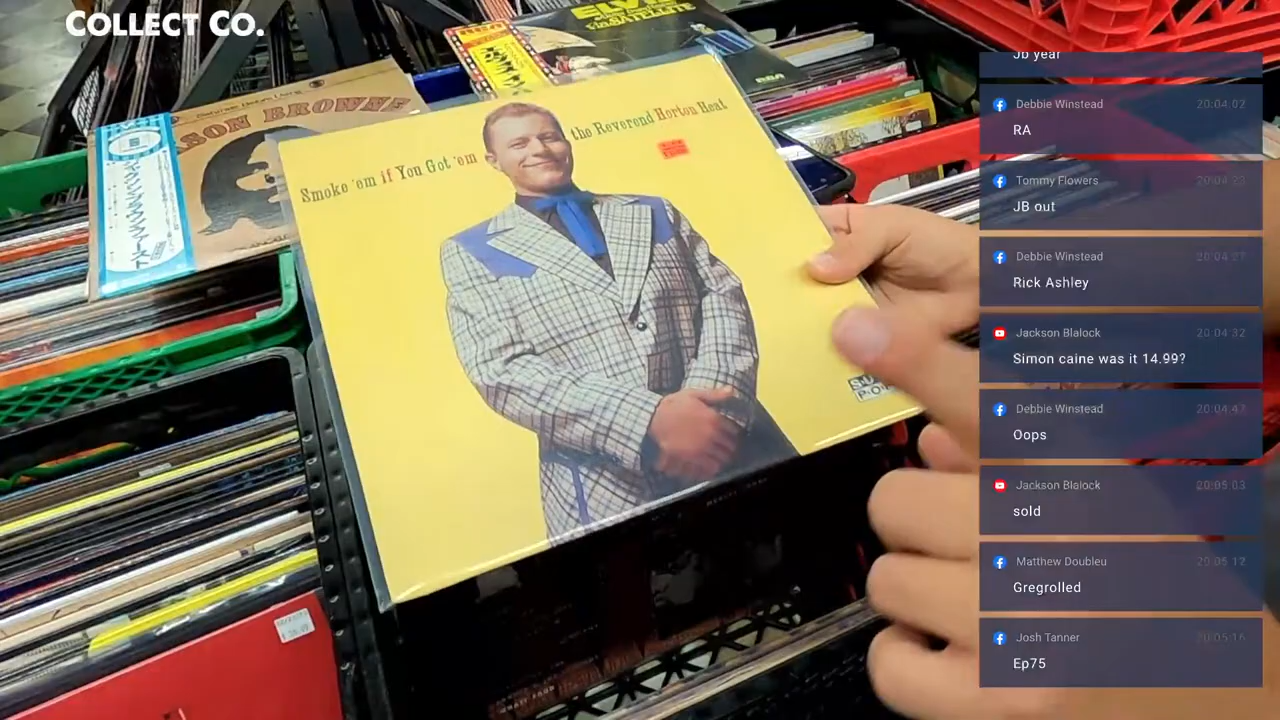 COLLECT CO.
ELVIS
RCA
SON BROWNE
Smoke 'em if You Got 'em
the Reverend Horton Heat
Jb year
Debbie Winstead 20:04:02
RA
Tommy Flowers 20:04:23
JB out
Debbie Winstead 20:04:27
Rick Ashley
Jackson Blalock 20:04:32
Simon caine was it 14.99?
Debbie Winstead 20:04:47
Oops
Jackson Blalock 20:05:03
sold
Matthew Doubleu 20:05:12
Gregrolled
Josh Tanner 20:05:16
Ep75